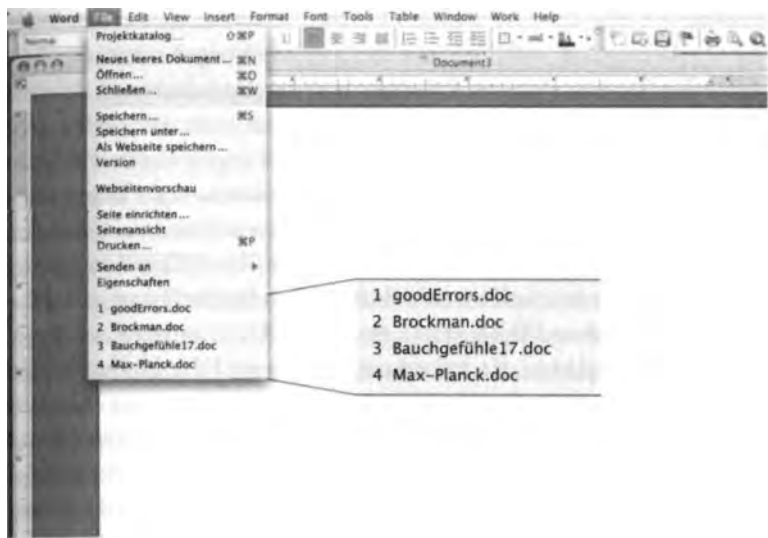 Word File Edit View Insert Format Font Tools Table Window Work Help
Normal
Document3
Projektkatalog... ⇧⌘P
Neues leeres Dokument... ⌘N
Öffnen... ⌘O
Schließen... ⌘W
Speichern... ⌘S
Speichern unter...
Als Webseite speichern...
Version
Webseitenvorschau
Seite einrichten...
Seitenansicht
Drucken... ⌘P
Senden an
Eigenschaften
1 goodErrors.doc
2 Brockman.doc
3 Bauchgefühle17.doc
4 Max-Planck.doc
1 goodErrors.doc
2 Brockman.doc
3 Bauchgefühle17.doc
4 Max-Planck.doc